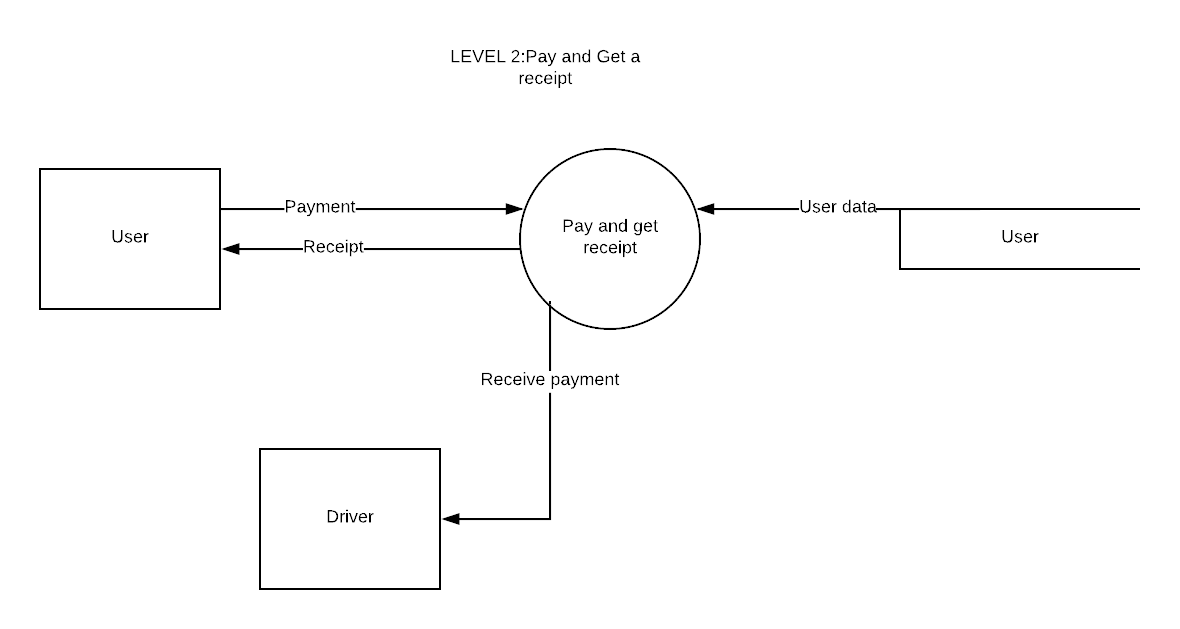 LEVEL 2:Pay and Get a
receipt
User
Payment
Receipt
Pay and get
receipt
User data
User
Receive payment
Driver